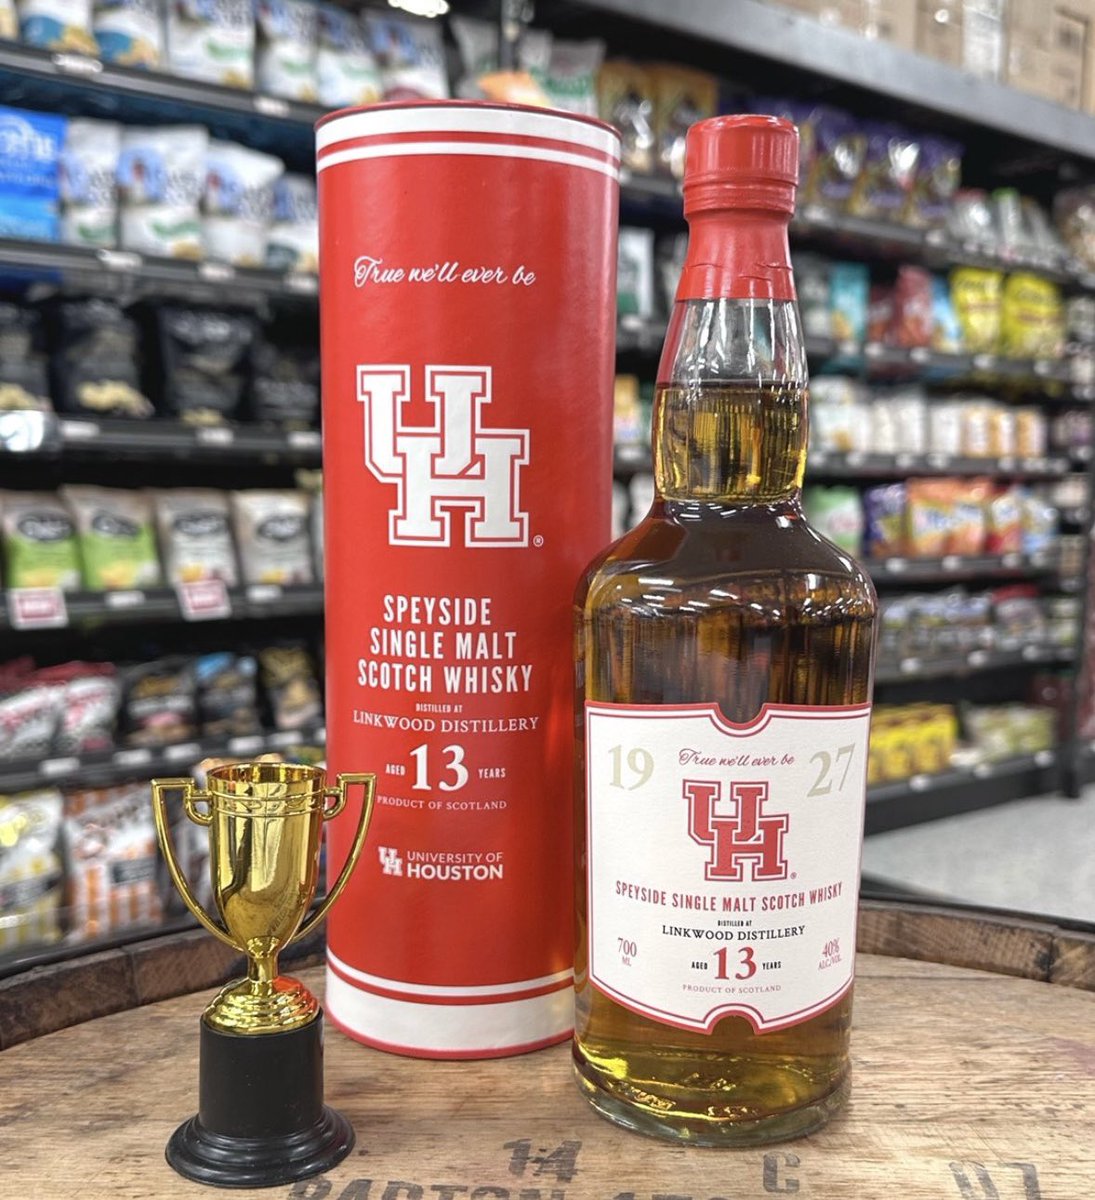 True we'll ever be
UH®
SPEYSIDE
SINGLE MALT
SCOTCH WHISKY
DISTILLED AT
LINKWOOD DISTILLERY
AGED 13 YEARS
PRODUCT OF SCOTLAND
UH UNIVERSITY OF
HOUSTON
19 27
True we'll ever be
UH®
SPEYSIDE SINGLE MALT SCOTCH WHISKY
DISTILLED AT
LINKWOOD DISTILLERY
700
ML
AGED 13 YEARS
40%
ALC/VOL
PRODUCT OF SCOTLAND
14
C